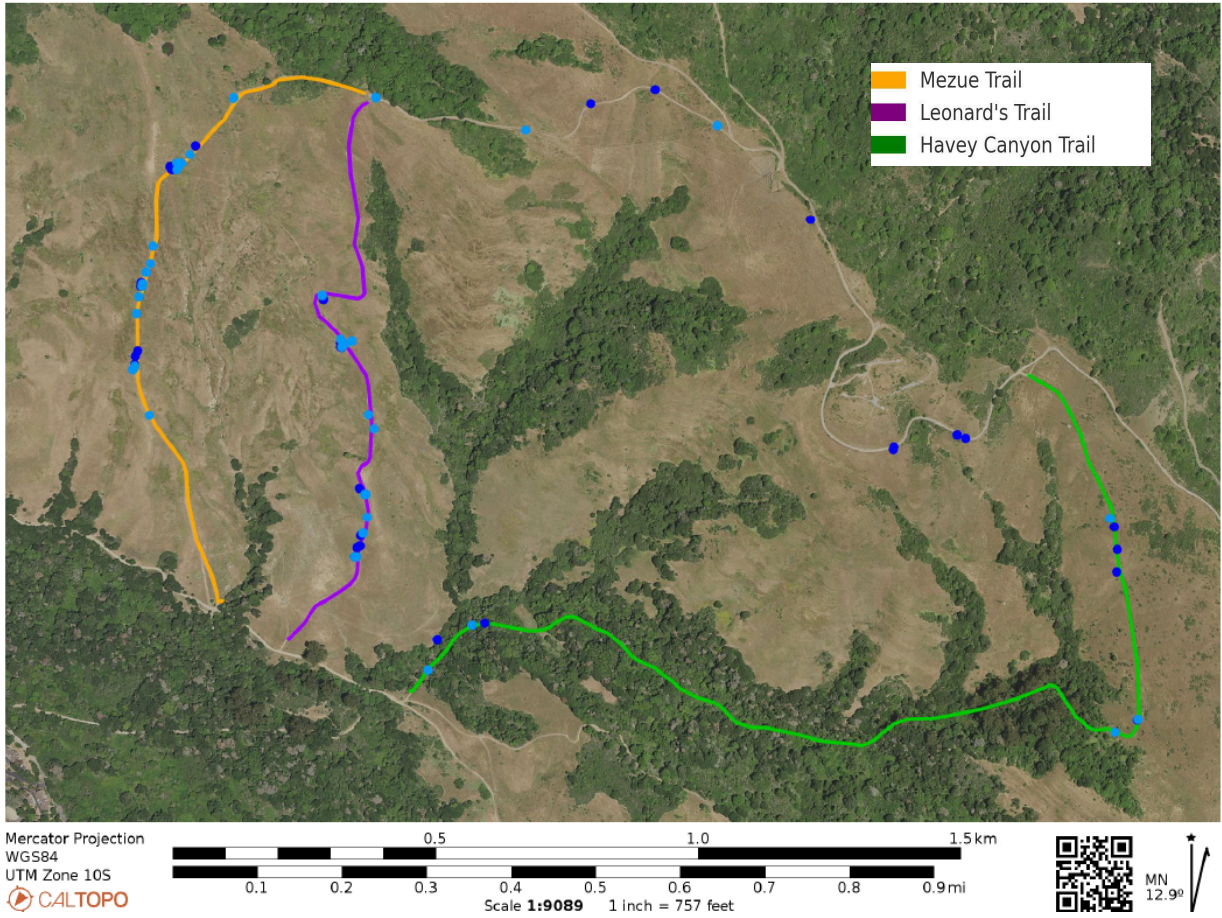 Mezue Trail
Leonard's Trail
Havey Canyon Trail
Mercator Projection
WGS84
UTM Zone 10S
CALTOPO
0.5 1.0 1.5 km
0.1 0.2 0.3 0.4 0.5 0.6 0.7 0.8 0.9 mi
Scale 1:9089 1 inch = 757 feet
MN
12.9º